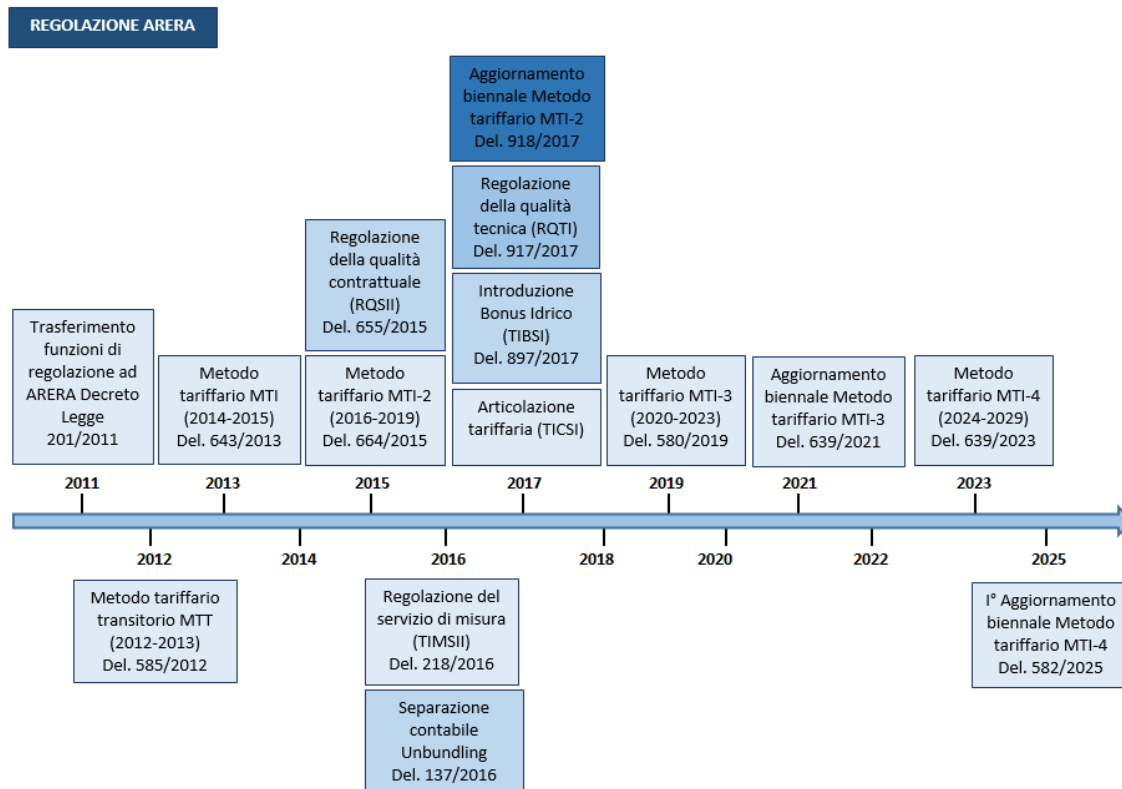 REGOLAZIONE ARERA
Aggiornamento
biennale Metodo
tariffario MTI-2
Del. 918/2017
Regolazione
della qualità
tecnica (RQTI)
Del. 917/2017
Regolazione
della qualità
contrattuale
(RQSII)
Del. 655/2015
Introduzione
Bonus Idrico
(TIBSI)
Del. 897/2017
Trasferimento
funzioni di
regolazione ad
ARERA Decreto
Legge
201/2011
Metodo
tariffario MTI
(2014-2015)
Del. 643/2013
Metodo
tariffario MTI-2
(2016-2019)
Del. 664/2015
Articolazione
tariffaria (TICSI)
Metodo
tariffario MTI-3
(2020-2023)
Del. 580/2019
Aggiornamento
biennale Metodo
tariffario MTI-3
Del. 639/2021
Metodo
tariffario MTI-4
(2024-2029)
Del. 639/2023
2011 2013 2015 2017 2019 2021 2023
2012 2014 2016 2018 2020 2022 2025
Metodo tariffario
transitorio MTT
(2012-2013)
Del. 585/2012
Regolazione del
servizio di misura
(TIMSII)
Del. 218/2016
Separazione
contabile
Unbundling
Del. 137/2016
I° Aggiornamento
biennale Metodo
tariffario MTI-4
Del. 582/2025